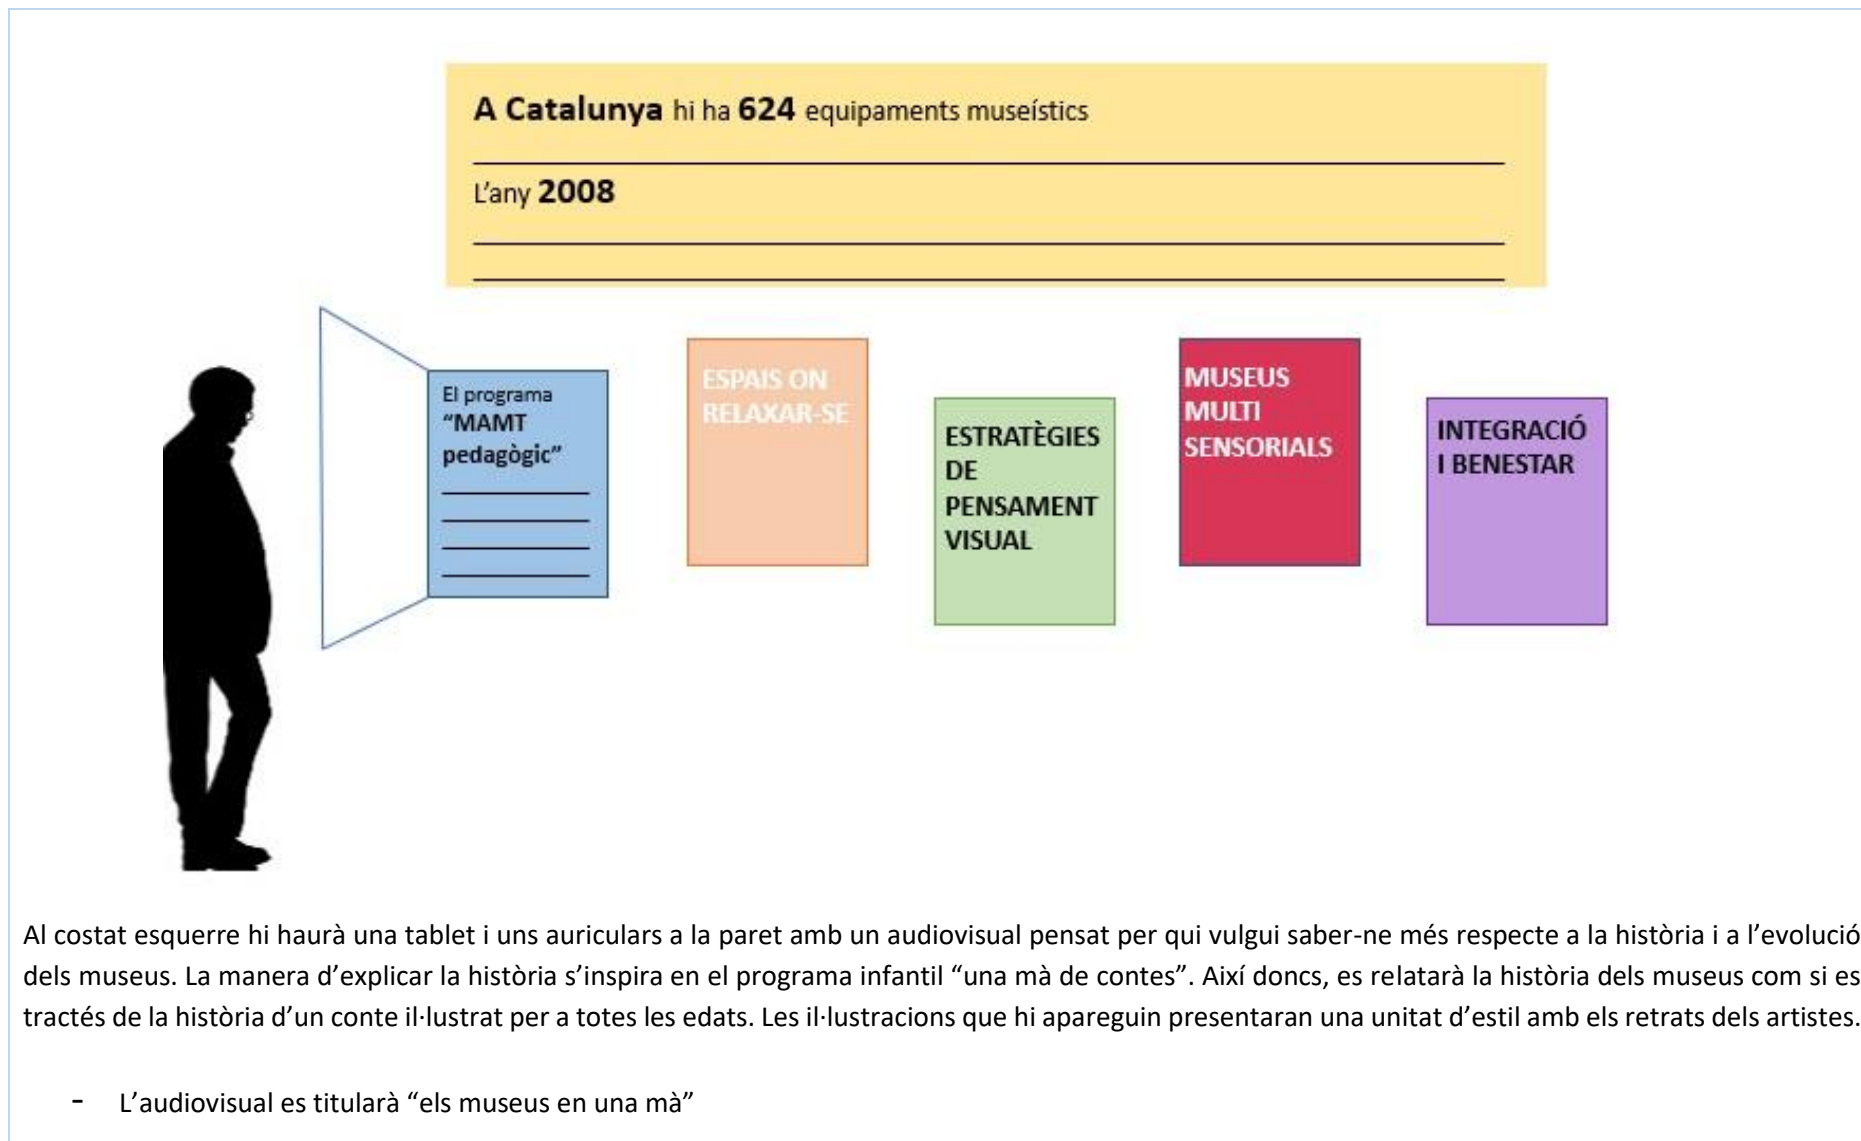 A Catalunya hi ha 624 equipaments museístics
L’any 2008
El programa
“MAMT
pedagògic”
ESPAIS ON
RELAXAR-SE
ESTRATÈGIES
DE
PENSAMENT
VISUAL
MUSEUS
MULTI
SENSORIALS
INTEGRACIÓ
I BENESTAR
Al costat esquerre hi haurà una tablet i uns auriculars a la paret amb un audiovisual pensat per qui vulgui saber-ne més respecte a la història i a l’evolució
dels museus. La manera d’explicar la història s’inspira en el programa infantil “una mà de contes”. Així doncs, es relatarà la història dels museus com si es
tractés de la història d’un conte il·lustrat per a totes les edats. Les il·lustracions que hi apareguin presentaran una unitat d’estil amb els retrats dels artistes.
- L’audiovisual es titularà “els museus en una mà”